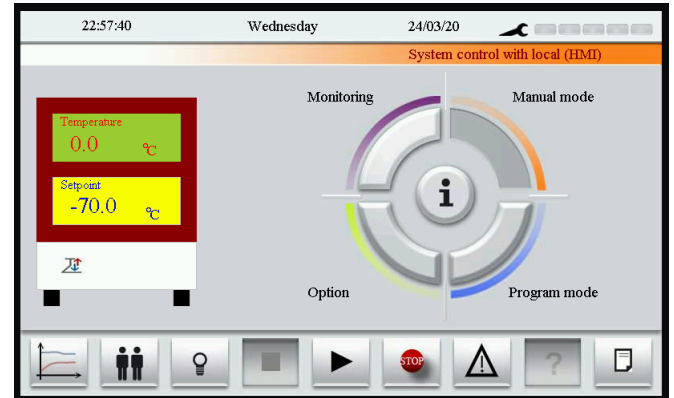 22:57:40 Wednesday 24/03/20
System control with local (HMI)
Monitoring Manual mode
Temperature
0.0 °C
Setpoint
-70.0 °C
i
Option Program mode
STOP
?